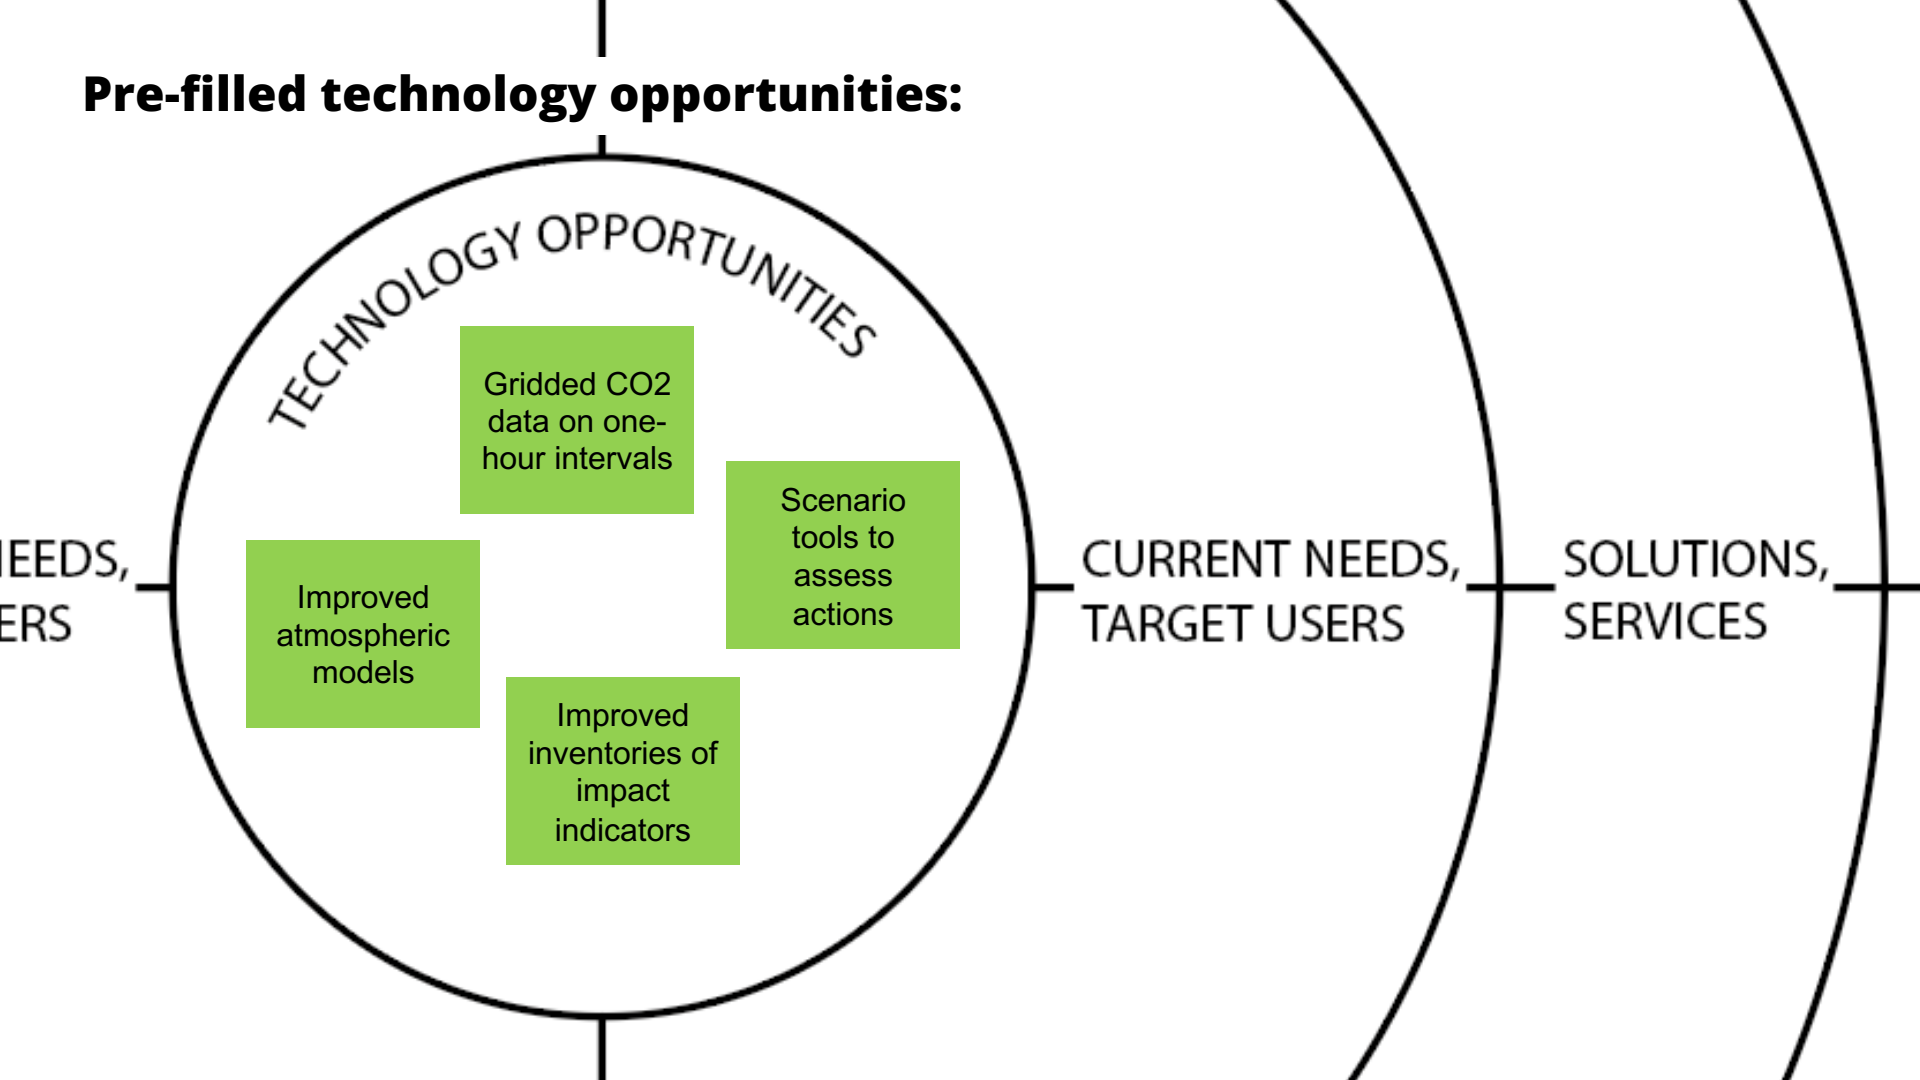 Pre-filled technology opportunities:
TECHNOLOGY OPPORTUNITIES
Gridded CO2
data on one-
hour intervals
Scenario
tools to
assess
actions
Improved
atmospheric
models
Improved
inventories of
impact
indicators
EEDS,
ERS
CURRENT NEEDS,
TARGET USERS
SOLUTIONS,
SERVICES